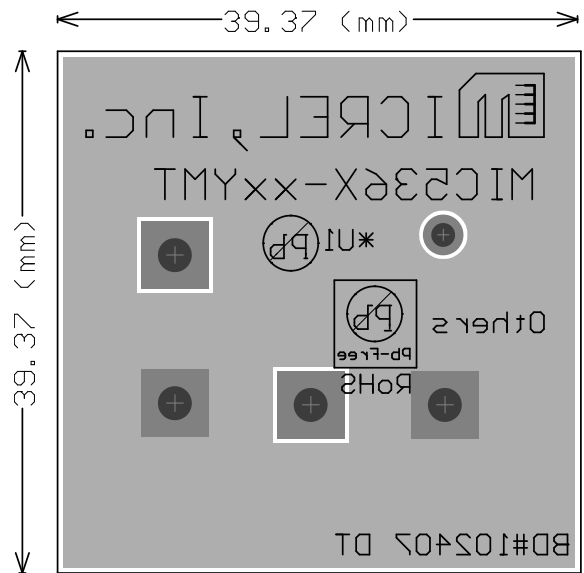 39.37 (mm)
39.37 (mm)
MICREL, Inc.
MIC536X-xxYMT
Pb *U1
Pb
Pb-Free
RoHS
Others
BD#102407 DT